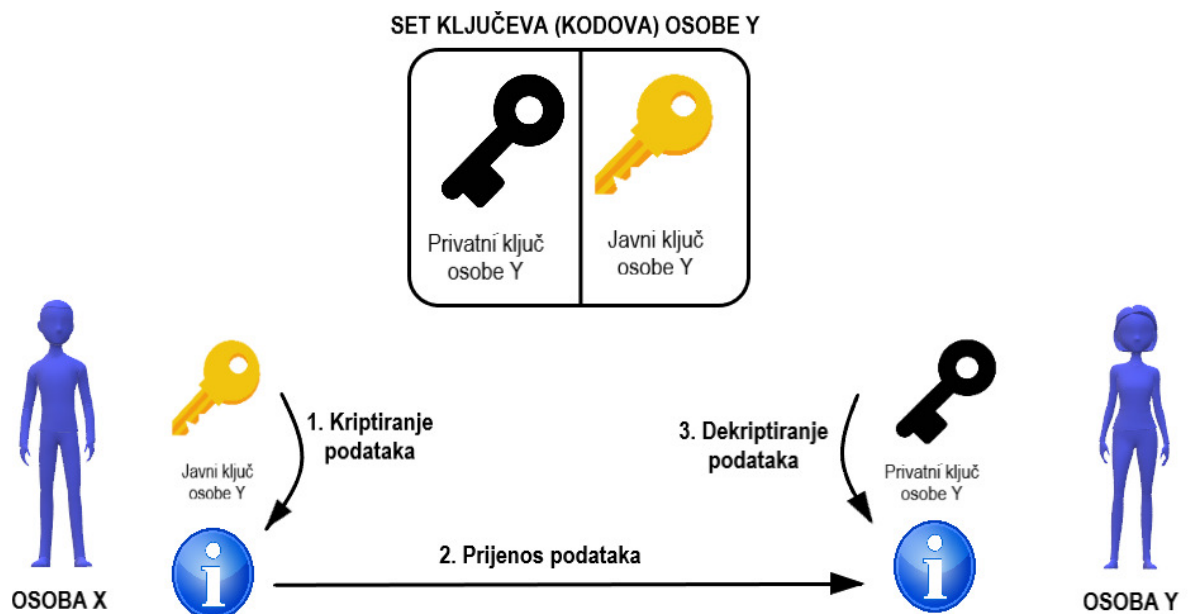 SET KLJUČEVA (KODOVA) OSOBE Y
Privatní ključ
osobe Y
Javni ključ
osobe Y
1. Kriptiranje
podataka
Javni ključ
osobe Y
3. Dekriptiranje
podataka
Privatní ključ
osobe Y
2. Prijenos podataka
OSOBA X
OSOBA Y